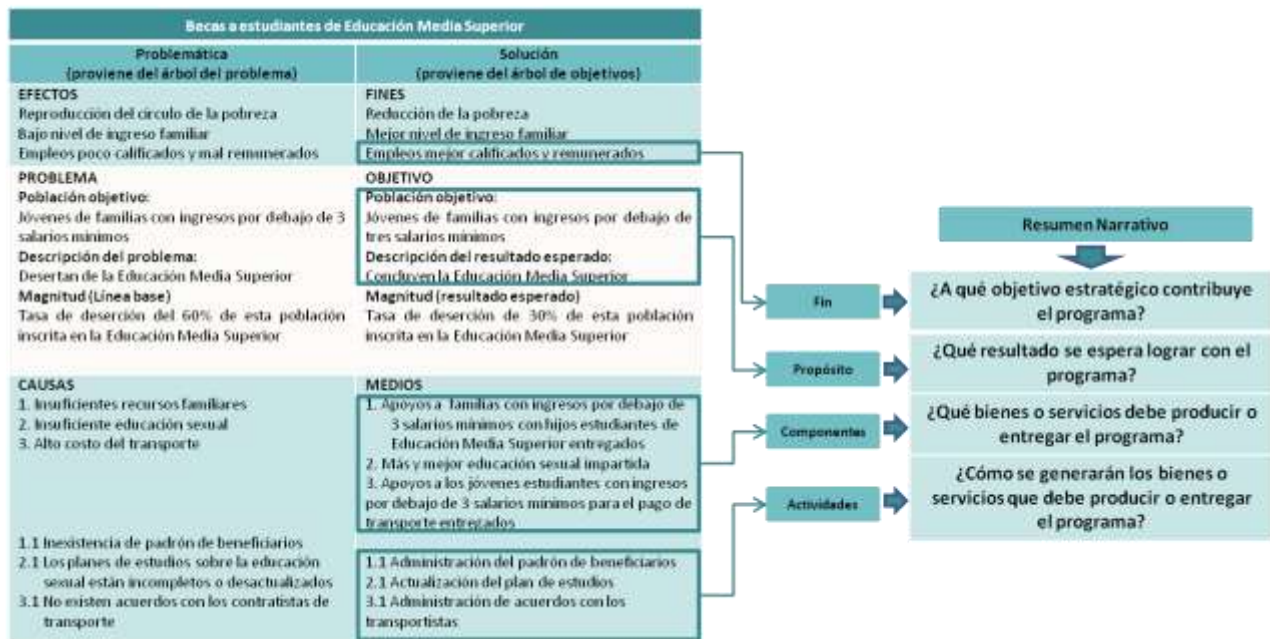 Becas a estudiantes de Educación Media Superior
Problemática
(proviene del árbol del problema)
Solución
(proviene del árbol de objetivos)
EFECTOS
Reproducción del circulo de la pobreza
Bajo nivel de ingreso familiar
Empleos poco calificados y mal remunerados
FINES
Reducción de la pobreza
Mejor nivel de ingreso familiar
Empleos mejor calificados y remunerados
PROBLEMA
Población objetivo:
Jóvenes de familias con ingresos por debajo de 3
salarios mínimos
Descripción del problema:
Desertan de la Educación Media Superior
Magnitud (Línea base)
Tasa de deserción del 60% de esta población
inscrita en la Educación Media Superior
OBJETIVO
Población objetivo:
Jóvenes de familias con ingresos por debajo de
tres salarios mínimos
Descripción del resultado esperado:
Concluyen la Educación Media Superior
Magnitud (resultado esperado)
Tasa de deserción de 30% de esta población
inscrita en la Educación Media Superior
CAUSAS
1. Insuficientes recursos familiares
2. Insuficiente educación sexual
3. Alto costo del transporte
1.1 Inexistencia de padrón de beneficiarios
2.1 Los planes de estudios sobre la educación
sexual están incompletos o desactualizados
3.1 No existen acuerdos con los contratistas de
transporte
MEDIOS
1. Apoyos a familias con ingresos por debajo de
3 salarios mínimos con hijos estudiantes de
Educación Media Superior entregados
2. Más y mejor educación sexual impartida
3. Apoyos a los jóvenes estudiantes con ingresos
por debajo de 3 salarios mínimos para el pago de
transporte entregados
1.1 Administración del padrón de beneficiarios
2.1 Actualización del plan de estudios
3.1 Administración de acuerdos con los
transportistas
Resumen Narrativo
Fin
¿A qué objetivo estratégico contribuye
el programa?
Propósito
¿Qué resultado se espera lograr con el
programa?
Componentes
¿Qué bienes o servicios debe producir o
entregar el programa?
Actividades
¿Cómo se generarán los bienes o
servicios que debe producir o entregar
el programa?